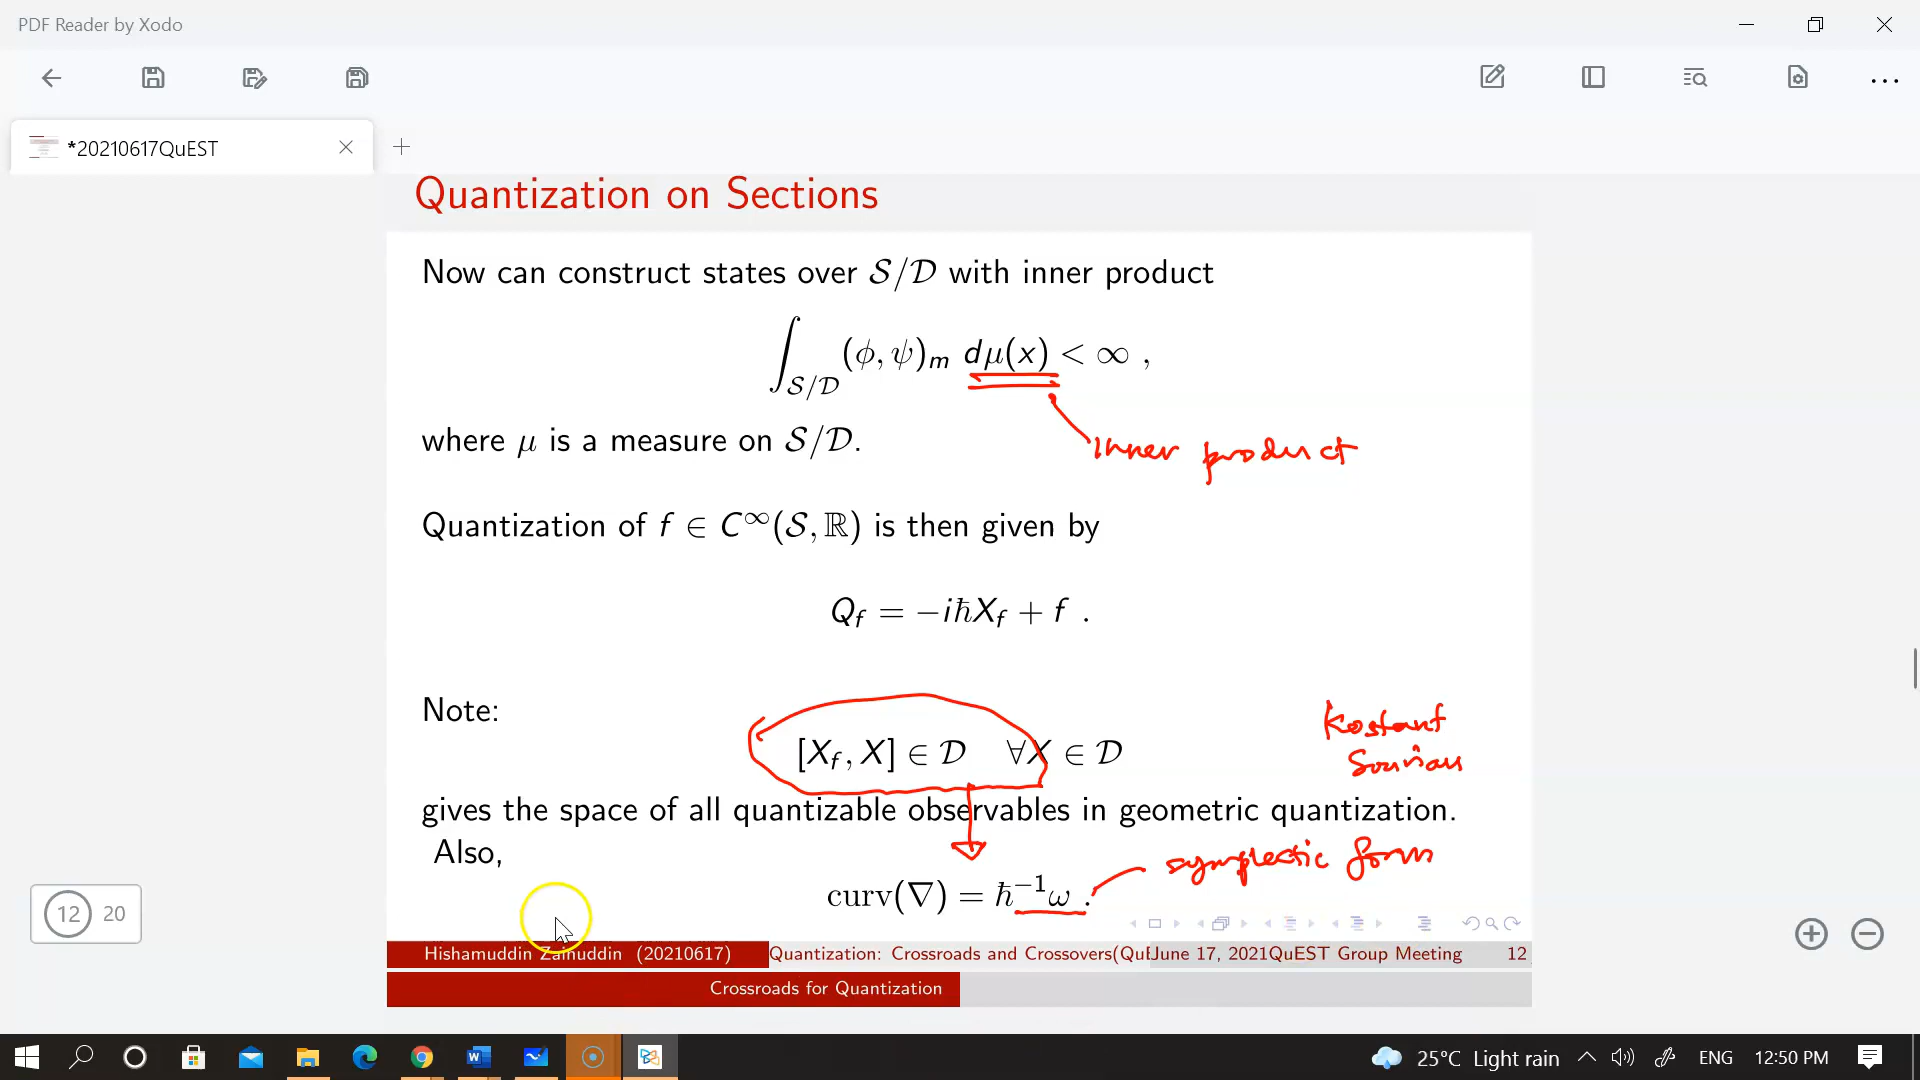 PDF Reader by Xodo
*20210617QuEST
Quantization on Sections
Now can construct states over 𝒮/𝒟 with inner product
∫_{𝒮/𝒟} (ϕ, ψ)_m dμ(x) < ∞ ,
where μ is a measure on 𝒮/𝒟.
Inner product
Quantization of f ∈ C^∞(𝒮, ℝ) is then given by
Q_f = −iℏX_f + f .
Note:
[X_f, X] ∈ 𝒟 ∀X ∈ 𝒟
Kostant
Souriau
gives the space of all quantizable observables in geometric quantization.
Also,
symplectic form
curv(∇) = ℏ^{−1}ω .
12 20
Hishamuddin Zainuddin (20210617) Quantization: Crossroads and Crossovers(QuE June 17, 2021QuEST Group Meeting 12
Crossroads for Quantization
25°C Light rain ENG 12:50 PM